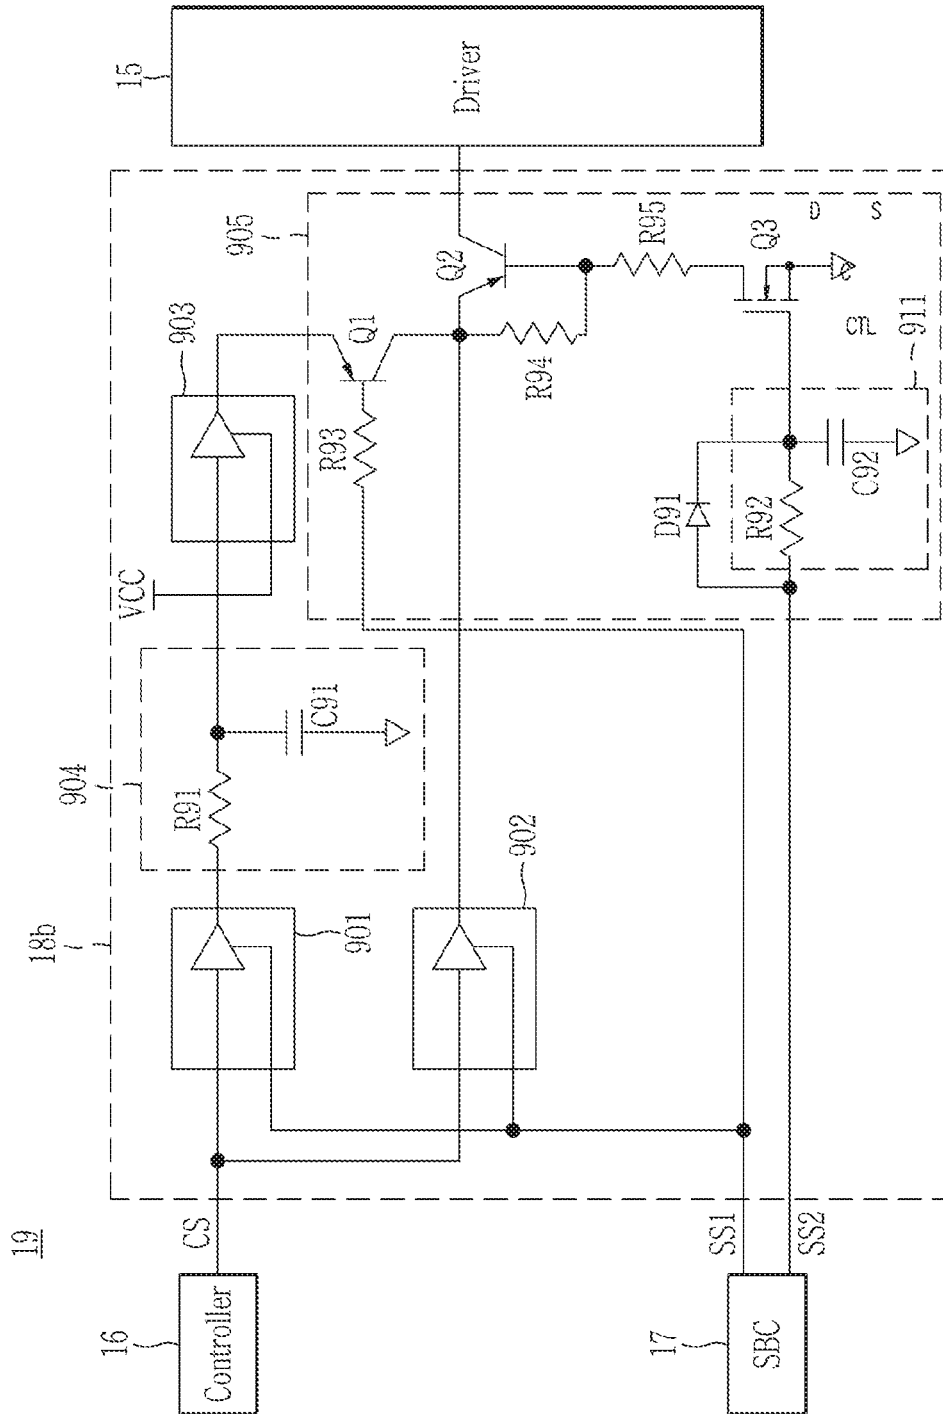 19
16
Controller
CS
17
SBC
SS1
SS2
18b
901
902
904
R91
C91
VCC
903
905
Q1
R93
Q2
R94
R95
Q3
D
S
911
D91
R92
C92
15
Driver